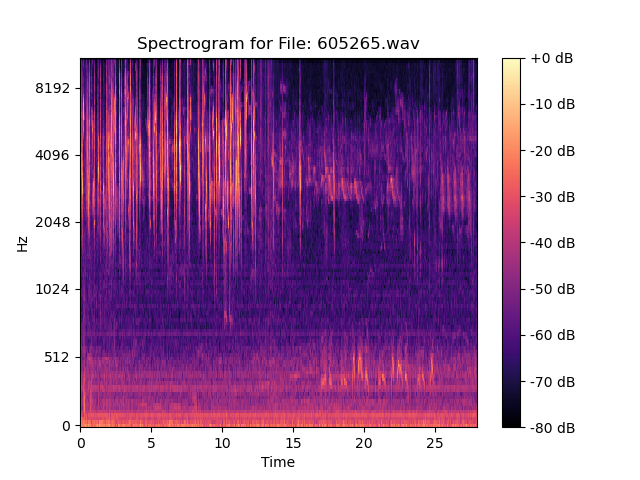 Spectrogram for File: 605265.wav
8192
4096
2048
1024
512
0
Hz
0 5 10 15 20 25
Time
+0 dB
-10 dB
-20 dB
-30 dB
-40 dB
-50 dB
-60 dB
-70 dB
-80 dB